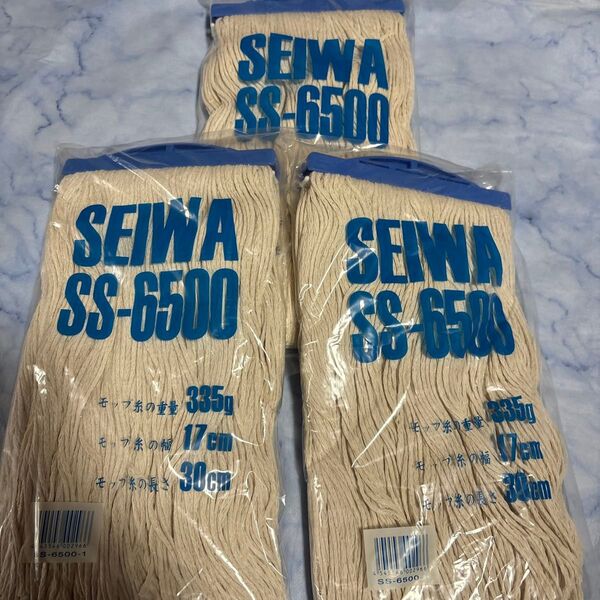 SEIWA
SS-6500
SEIWA
SS-6500
モップ糸の重量 335g
モップ糸の幅 17cm
モップ糸の長さ 30cm
SS-6500-1
SEIWA
SS-6500
モップ糸の重量 335g
モップ糸の幅 17cm
モップ糸の長さ 30cm
4545466002966
SS-6500